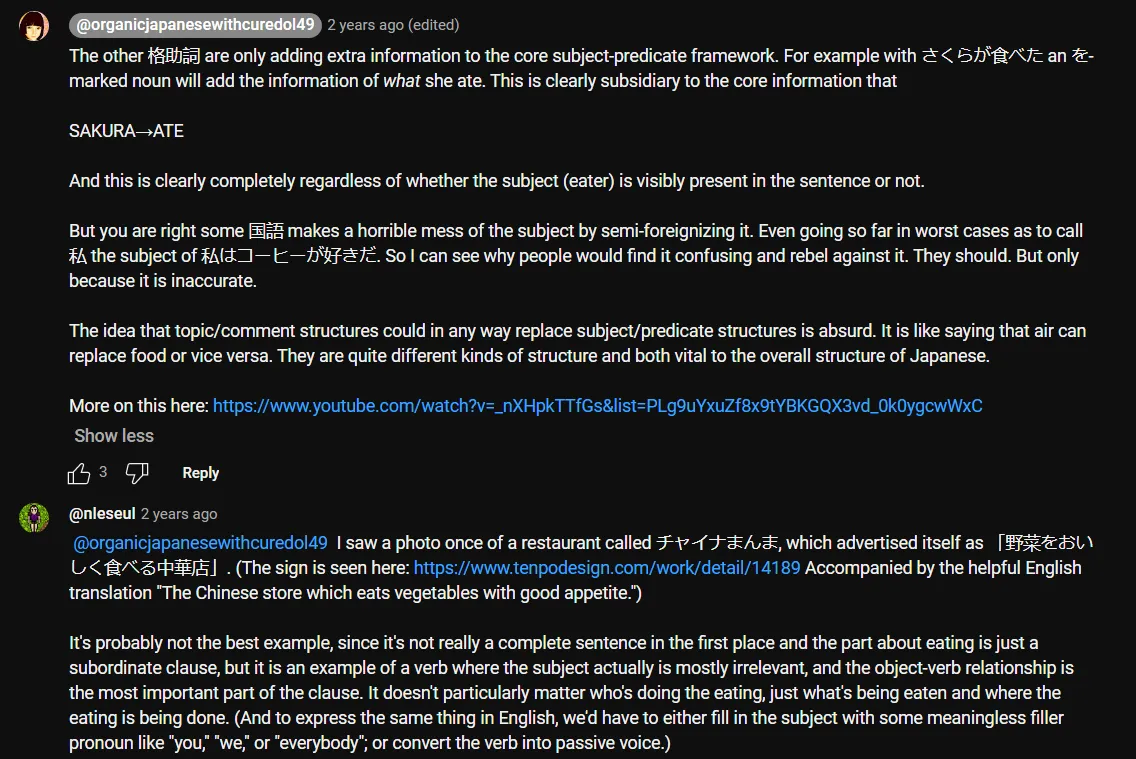 @organicjapanesewithcuredol49 2 years ago (edited)
The other 格助詞 are only adding extra information to the core subject-predicate framework. For example with さくらが食べた an を-
marked noun will add the information of what she ate. This is clearly subsidiary to the core information that
SAKURA→ATE
And this is clearly completely regardless of whether the subject (eater) is visibly present in the sentence or not.
But you are right some 国語 makes a horrible mess of the subject by semi-foreignizing it. Even going so far in worst cases as to call
私 the subject of 私はコーヒーが好きだ. So I can see why people would find it confusing and rebel against it. They should. But only
because it is inaccurate.
The idea that topic/comment structures could in any way replace subject/predicate structures is absurd. It is like saying that air can
replace food or vice versa. They are quite different kinds of structure and both vital to the overall structure of Japanese.
More on this here: https://www.youtube.com/watch?v=_nXHpkTTfGs&list=PLg9uYxuZf8x9tYBKGQX3vd_0k0ygcwWxC
Show less
3 Reply
@nleseul 2 years ago
@organicjapanesewithcuredol49 I saw a photo once of a restaurant called チャイナまんま, which advertised itself as 「野菜をおい
しく食べる中華店」. (The sign is seen here: https://www.tenpodesign.com/work/detail/14189 Accompanied by the helpful English
translation "The Chinese store which eats vegetables with good appetite.")
It's probably not the best example, since it's not really a complete sentence in the first place and the part about eating is just a
subordinate clause, but it is an example of a verb where the subject actually is mostly irrelevant, and the object-verb relationship is
the most important part of the clause. It doesn't particularly matter who's doing the eating, just what's being eaten and where the
eating is being done. (And to express the same thing in English, we'd have to either fill in the subject with some meaningless filler
pronoun like "you," "we," or "everybody"; or convert the verb into passive voice.)